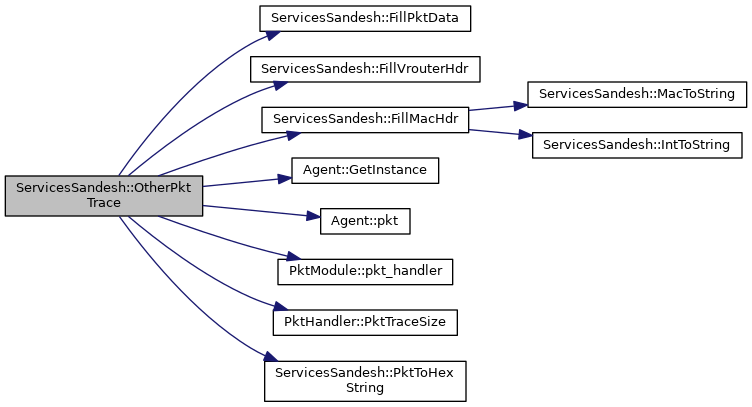 ServicesSandesh::FillPktData
ServicesSandesh::FillVrouterHdr
ServicesSandesh::MacToString
ServicesSandesh::FillMacHdr
ServicesSandesh::IntToString
Agent::GetInstance
ServicesSandesh::OtherPkt
Trace
Agent::pkt
PktModule::pkt_handler
PktHandler::PktTraceSize
ServicesSandesh::PktToHex
String